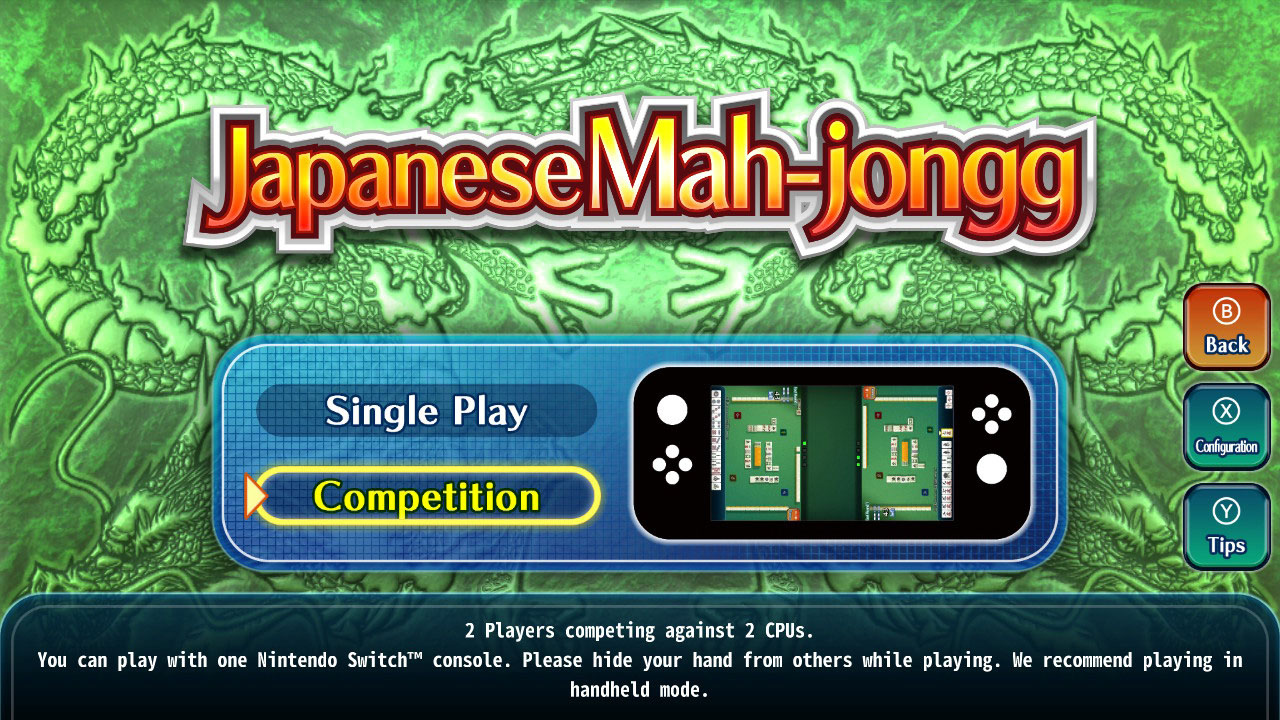 Japanese Mah-jongg
Single Play
Competition
B
Back
X
Configuration
Y
Tips
2 Players competing against 2 CPUs.
You can play with one Nintendo Switch™ console. Please hide your hand from others while playing. We recommend playing in
handheld mode.